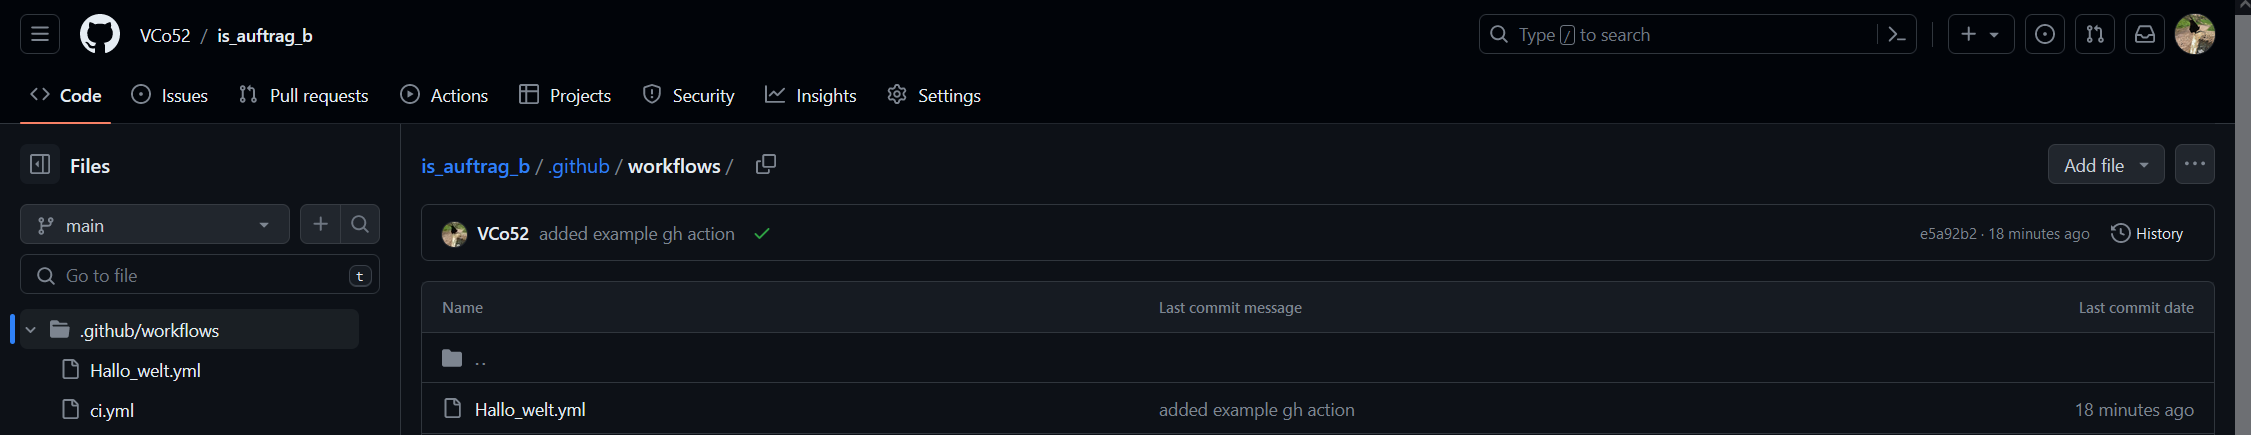 VCo52 / is_auftrag_b
Type / to search
Code Issues Pull requests Actions Projects Security Insights Settings
Files
is_auftrag_b / .github / workflows /
Add file
main
VCo52 added example gh action
e5a92b2 · 18 minutes ago
History
Go to file
t
Name Last commit message Last commit date
.github/workflows
..
Hallo_welt.yml
ci.yml
Hallo_welt.yml added example gh action 18 minutes ago